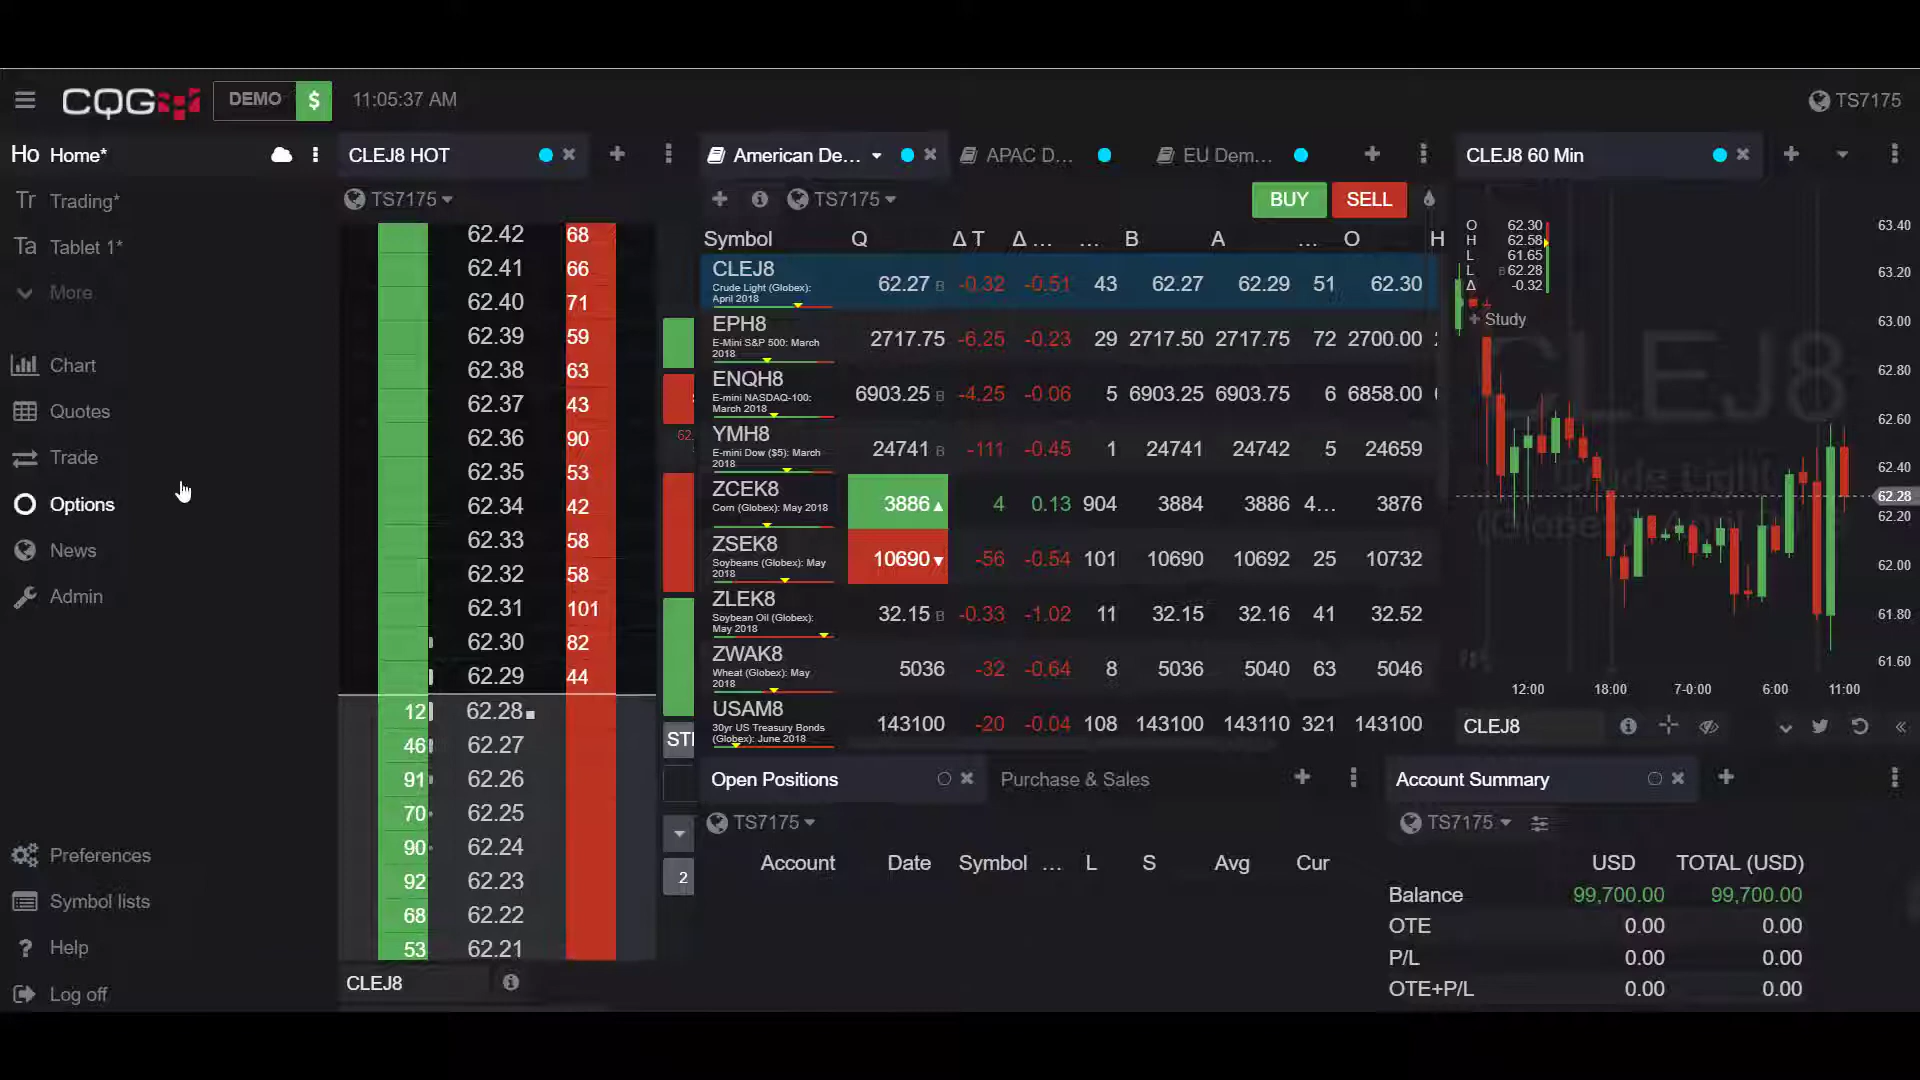 CQG DEMO $ 11:05:37 AM TS7175
Ho Home*
Tr Trading*
Ta Tablet 1*
More
Chart
Quotes
Trade
Options
News
Admin
Preferences
Symbol lists
? Help
Log off
CLEJ8 HOT
TS7175
62.42 68
62.41 66
62.40 71
62.39 59
62.38 63
62.37 43
62.36 90
62.35 53
62.34 42
62.33 58
62.32 58
62.31 101
62.30 82
62.29 44
12 62.28
46 62.27
91 62.26
70 62.25
90 62.24
92 62.23
68 62.22
53 62.21
CLEJ8
62.
2
American De... APAC D... EU Dem...
TS7175 BUY SELL
Symbol Q Δ T Δ ... ... B A ... O H
CLEJ8 62.27 B -0.32 -0.51 43 62.27 62.29 51 62.30
Crude Light (Globex):
April 2018
EPH8 2717.75 -6.25 -0.23 29 2717.50 2717.75 72 2700.00
E-Mini S&P 500: March
2018
ENQH8 6903.25 B -4.25 -0.06 5 6903.25 6903.75 6 6858.00
E-mini NASDAQ-100:
March 2018
YMH8 24741 B -111 -0.45 1 24741 24742 5 24659
E-mini Dow ($5): March
2018
ZCEK8 3886 4 0.13 904 3884 3886 4... 3876
Corn (Globex): May 2018
ZSEK8 10690 -56 -0.54 101 10690 10692 25 10732
Soybeans (Globex): May
2018
ZLEK8 32.15 B -0.33 -1.02 11 32.15 32.16 41 32.52
Soybean Oil (Globex):
May 2018
ZWAK8 5036 -32 -0.64 8 5036 5040 63 5046
Wheat (Globex): May
2018
USAM8 143100 -20 -0.04 108 143100 143110 321 143100
30yr US Treasury Bonds
(Globex): June 2018
CLEJ8 60 Min
O 62.30
H 62.58
L 61.65
L B 62.28
Δ -0.32
+ Study
CLEJ8
Crude Light
(Globex): April 2018
63.40
63.20
63.00
62.80
62.60
62.40
62.28
62.20
62.00
61.80
61.60
12:00 18:00 7-0:00 6:00 11:00
CLEJ8
Open Positions Purchase & Sales
TS7175
Account Date Symbol ... L S Avg Cur
Account Summary
TS7175
USD TOTAL (USD)
Balance 99,700.00 99,700.00
OTE 0.00 0.00
P/L 0.00 0.00
OTE+P/L 0.00 0.00